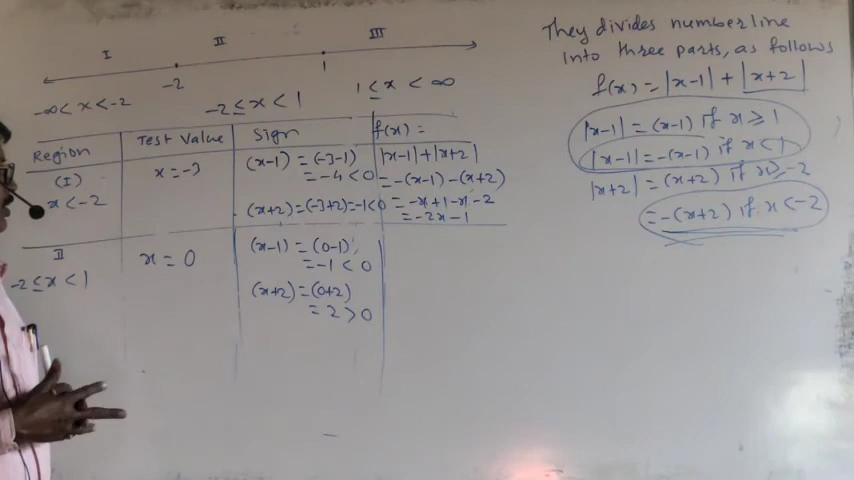 They divides numberline
into three parts, as follows
f(x) = |x-1| + |x+2|
|x-1| = (x-1) if x ≥ 1
|x-1| = -(x-1) if x < 1
|x+2| = (x+2) if x ≥ -2
= -(x+2) if x < -2
I II III
-2 1
-∞ < x < -2 -2 ≤ x < 1 1 ≤ x < ∞
Region Test Value Sign f(x) =
(I) x = -3 (x-1) = (-3-1) |x-1| + |x+2|
x < -2 = -4 < 0 = -(x-1) - (x+2)
(x+2) = (-3+2) = -1 < 0 = -x+1-x-2
= -2x-1
II x = 0 (x-1) = (0-1)
-2 ≤ x < 1 = -1 < 0
(x+2) = (0+2)
= 2 > 0